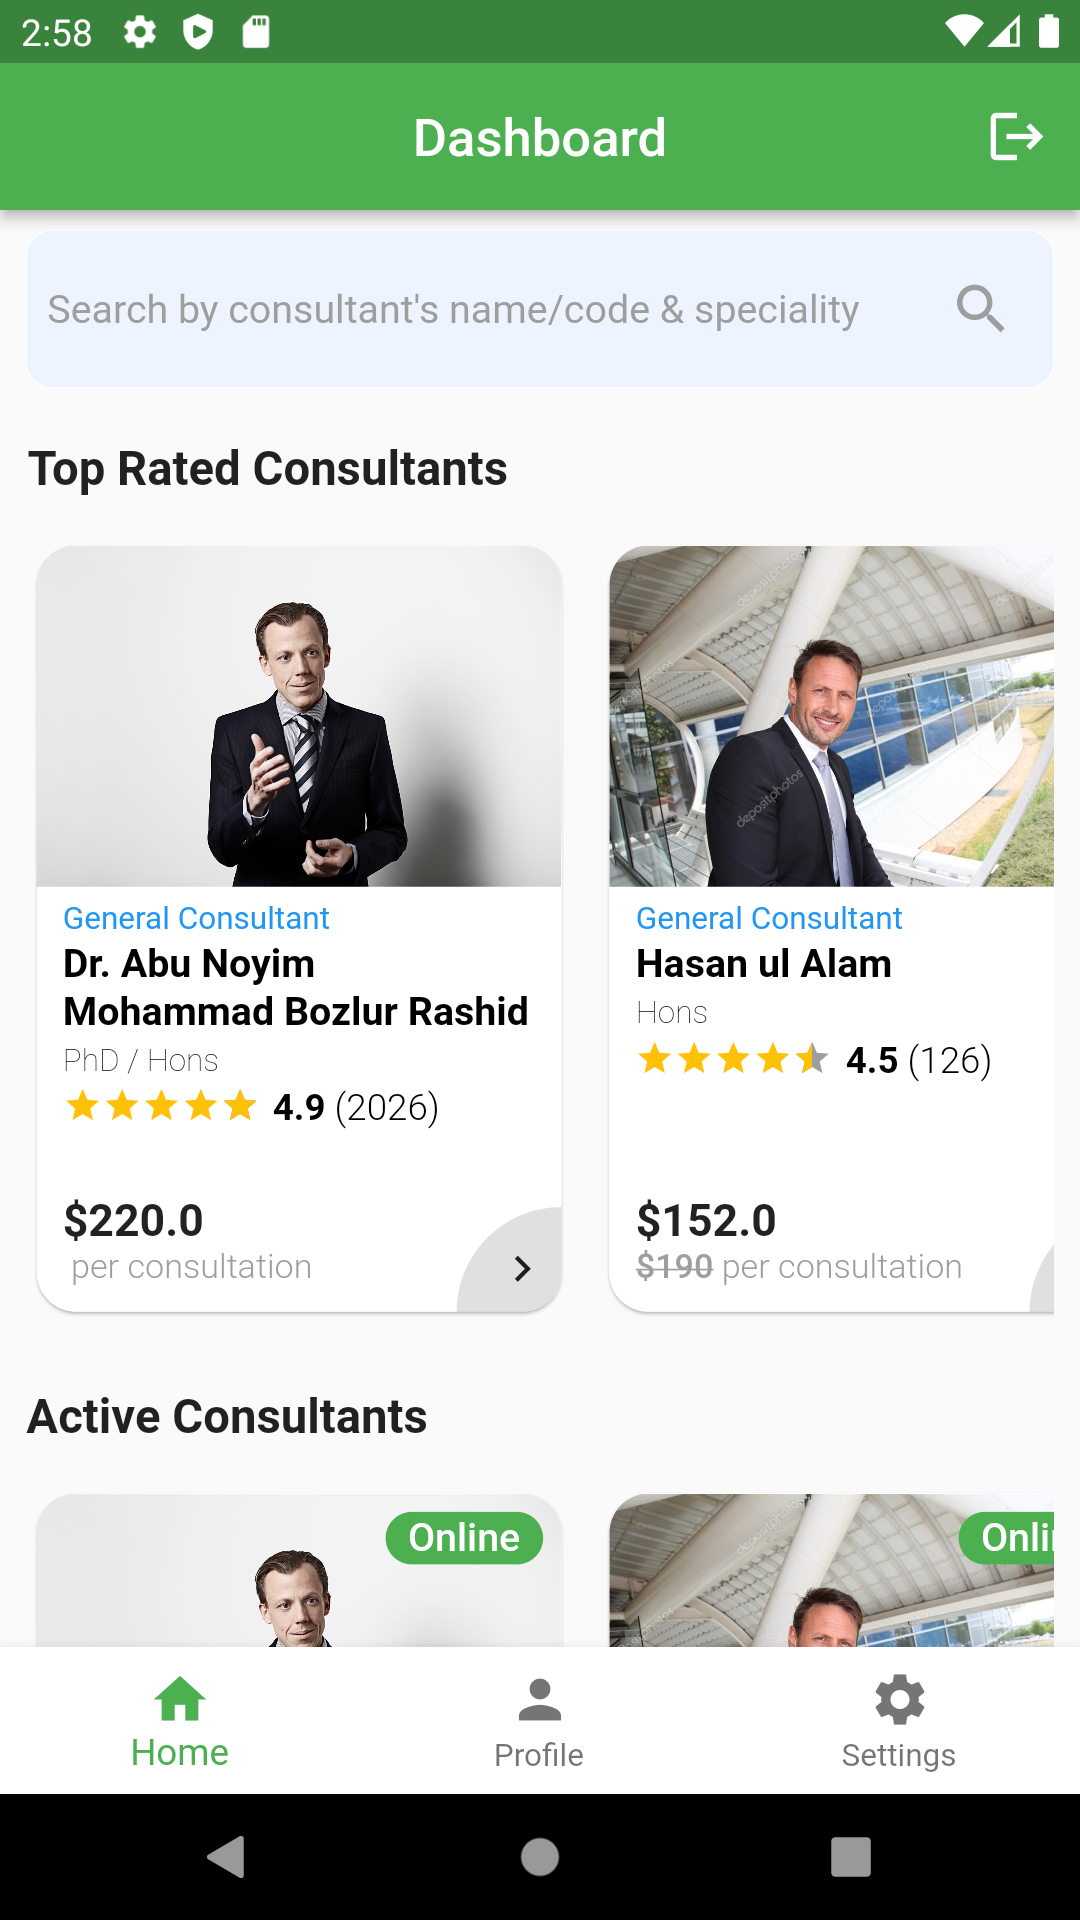 2:58
Dashboard
Search by consultant's name/code & speciality
Top Rated Consultants
depositphotos
General Consultant
Dr. Abu Noyim
Mohammad Bozlur Rashid
PhD / Hons
4.9 (2026)
$220.0
per consultation
General Consultant
Hasan ul Alam
Hons
4.5 (126)
$152.0
$190 per consultation
Active Consultants
Online
Onli
Home
Profile
Settings